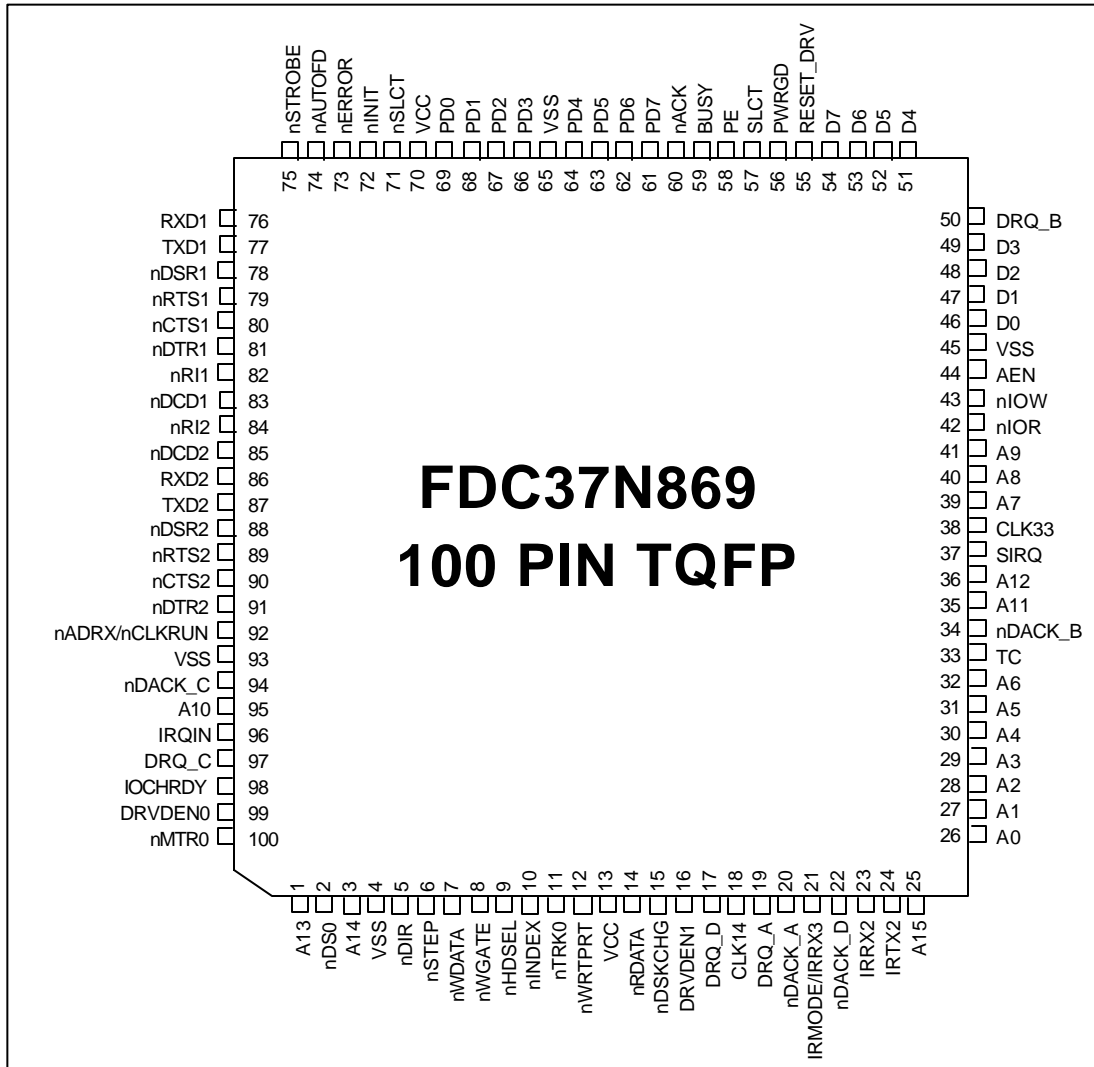 nSTROBE
nAUTOFD
nERROR
nINIT
nSLCT
VCC
PD0
PD1
PD2
PD3
VSS
PD4
PD5
PD6
PD7
nACK
BUSY
PE
SLCT
PWRGD
RESET_DRV
D7
D6
D5
D4
75
74
73
72
71
70
69
68
67
66
65
64
63
62
61
60
59
58
57
56
55
54
53
52
51
RXD1 76
TXD1 77
nDSR1 78
nRTS1 79
nCTS1 80
nDTR1 81
nRI1 82
nDCD1 83
nRI2 84
nDCD2 85
RXD2 86
TXD2 87
nDSR2 88
nRTS2 89
nCTS2 90
nDTR2 91
nADRX/nCLKRUN 92
VSS 93
nDACK_C 94
A10 95
IRQIN 96
DRQ_C 97
IOCHRDY 98
DRVDEN0 99
nMTR0 100
FDC37N869
100 PIN TQFP
50 DRQ_B
49 D3
48 D2
47 D1
46 D0
45 VSS
44 AEN
43 nIOW
42 nIOR
41 A9
40 A8
39 A7
38 CLK33
37 SIRQ
36 A12
35 A11
34 nDACK_B
33 TC
32 A6
31 A5
30 A4
29 A3
28 A2
27 A1
26 A0
1
2
3
4
5
6
7
8
9
10
11
12
13
14
15
16
17
18
19
20
21
22
23
24
25
A13
nDS0
A14
VSS
nDIR
nSTEP
nWDATA
nWGATE
nHDSEL
nINDEX
nTRK0
nWRTPRT
VCC
nRDATA
nDSKCHG
DRVDEN1
DRQ_D
CLK14
DRQ_A
nDACK_A
IRMODE/IRRX3
nDACK_D
IRRX2
IRTX2
A15